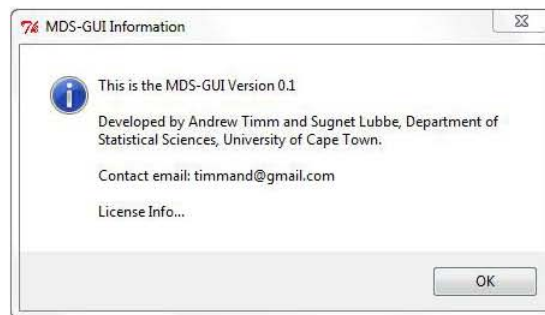 MDS-GUI Information
This is the MDS-GUI Version 0.1
Developed by Andrew Timm and Sugnet Lubbe, Department of
Statistical Sciences, University of Cape Town.
Contact email: timmand@gmail.com
License Info...
OK